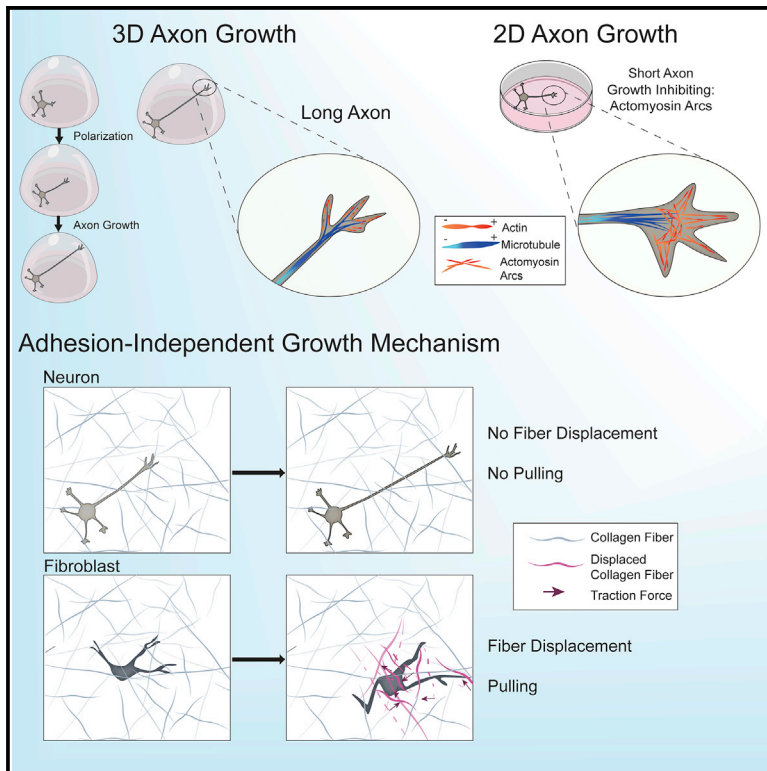 3D Axon Growth
2D Axon Growth
Polarization
Axon Growth
Long Axon
Short Axon
Growth Inhibiting:
Actomyosin Arcs
- +
Actin
- +
Microtubule
Actomyosin
Arcs
Adhesion-Independent Growth Mechanism
Neuron
No Fiber Displacement
No Pulling
Collagen Fiber
Displaced
Collagen Fiber
Traction Force
Fibroblast
Fiber Displacement
Pulling